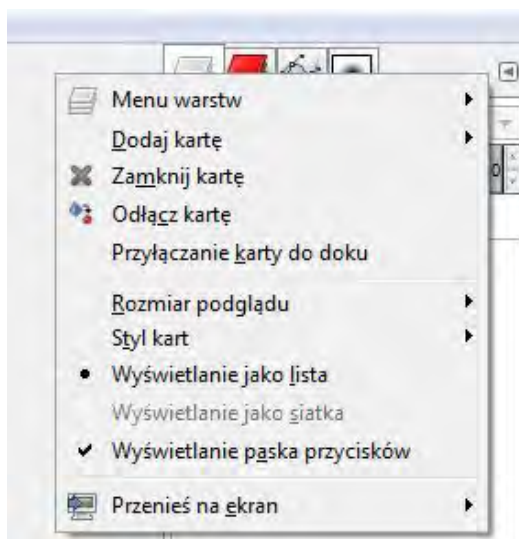 Menu warstw
Dodaj kartę
Zamknij kartę
Odłącz kartę
Przyłączanie karty do doku
Rozmiar podglądu
Styl kart
Wyświetlanie jako lista
Wyświetlanie jako siatka
Wyświetlanie paska przycisków
Przenieś na ekran